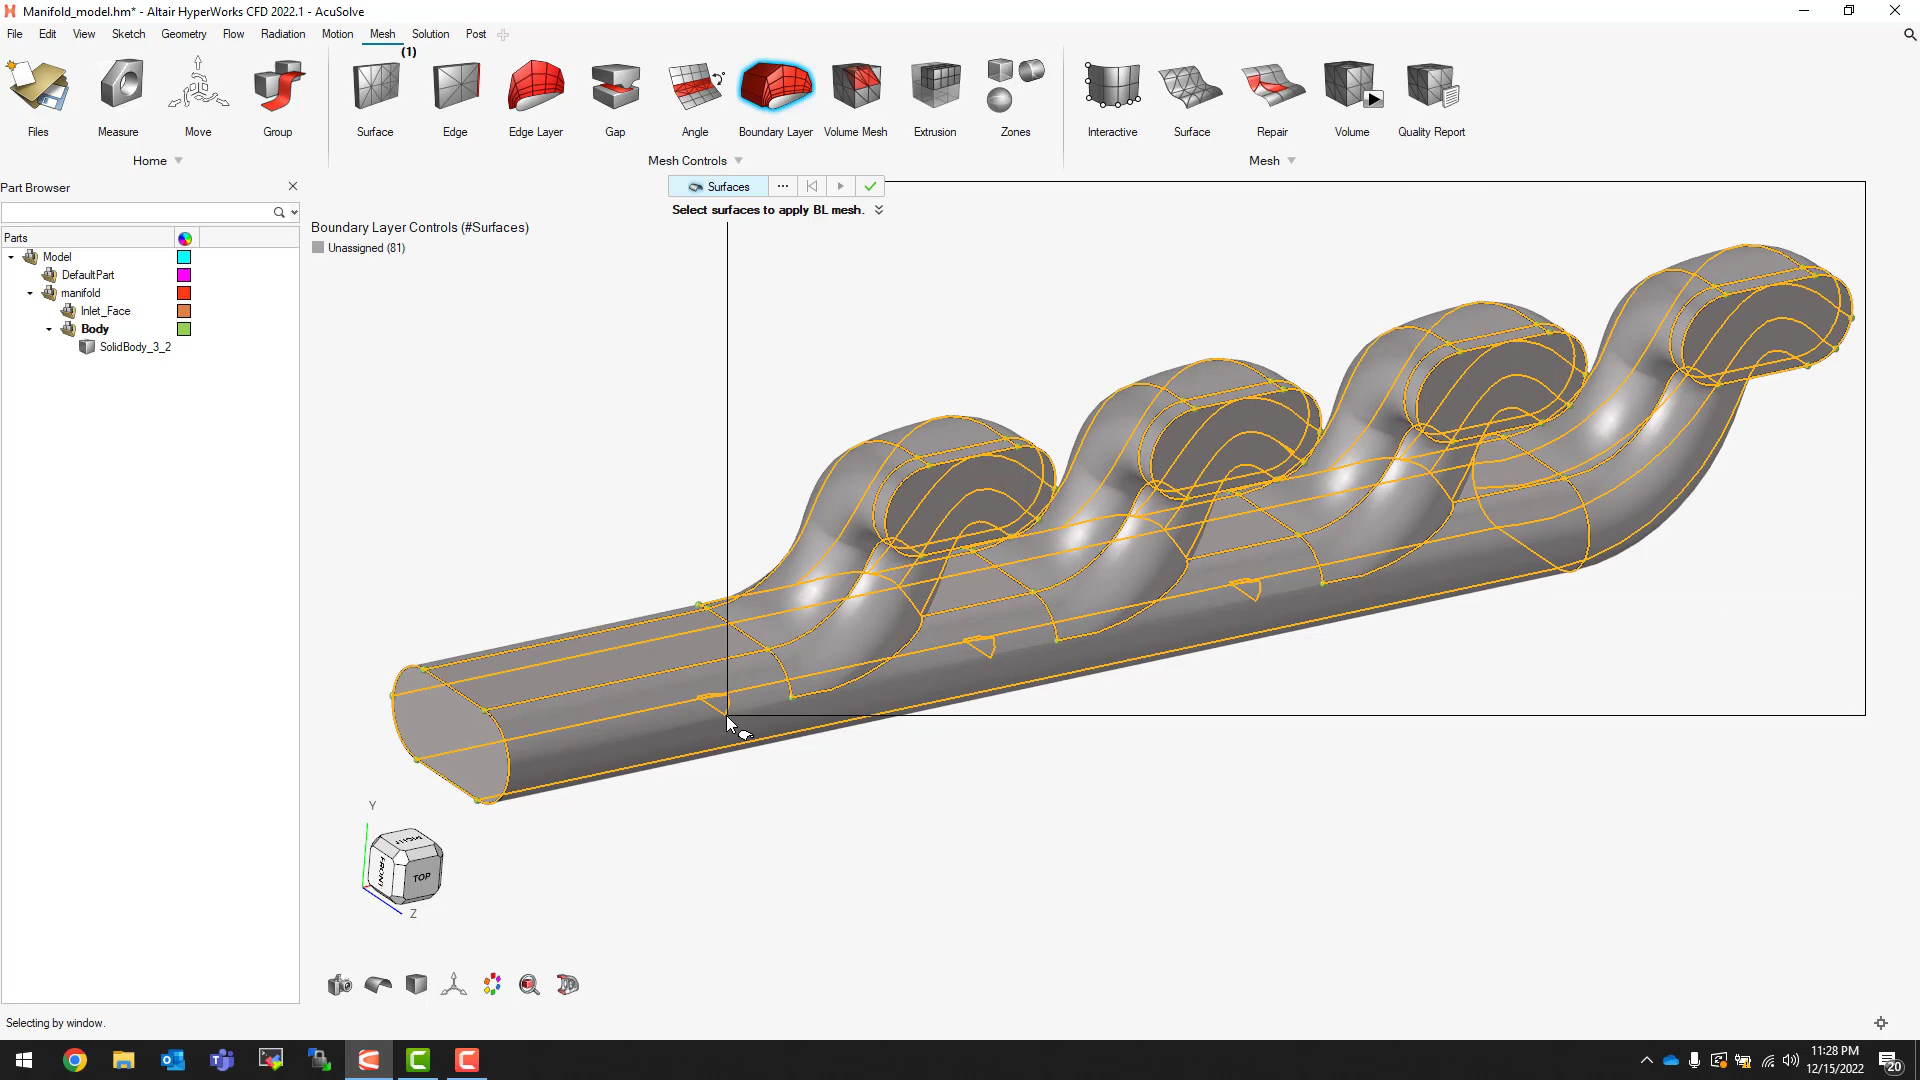 Manifold_model.hm* - Altair HyperWorks CFD 2022.1 - AcuSolve
File Edit View Sketch Geometry Flow Radiation Motion Mesh Solution Post
(1)
Files Measure Move Group Surface Edge Edge Layer Gap Angle Boundary Layer Volume Mesh Extrusion Zones Interactive Surface Repair Volume Quality Report
Home Mesh Controls Mesh
Part Browser
Surfaces ...
Select surfaces to apply BL mesh.
Boundary Layer Controls (#Surfaces)
Unassigned (81)
Parts
Model
DefaultPart
manifold
Inlet_Face
Body
SolidBody_3_2
Y
RIGHT
FRONT
TOP
Z
Selecting by window.
11:28 PM
12/15/2022
20